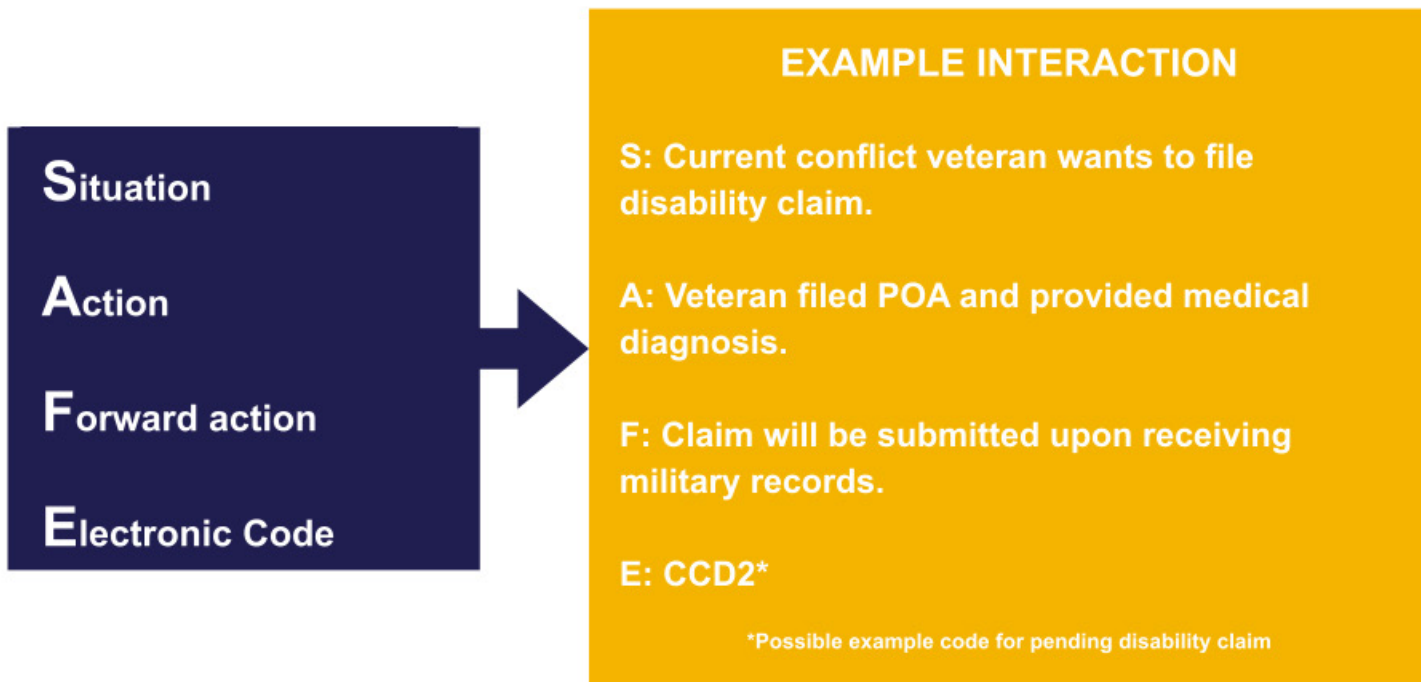 Situation
Action
Forward action
Electronic Code
EXAMPLE INTERACTION
S: Current conflict veteran wants to file
disability claim.
A: Veteran filed POA and provided medical
diagnosis.
F: Claim will be submitted upon receiving
military records.
E: CCD2*
*Possible example code for pending disability claim